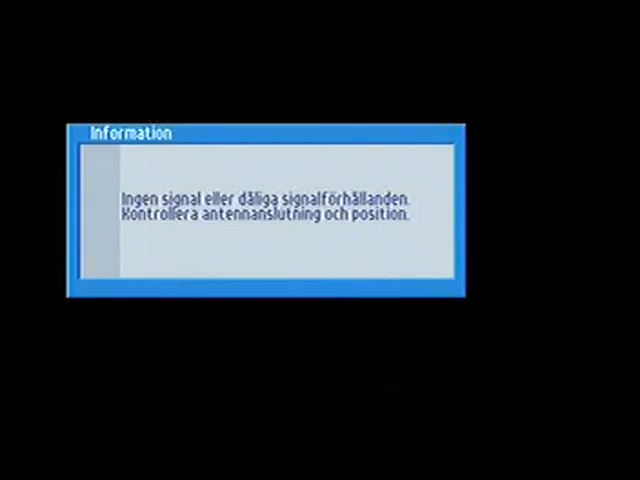 Information
Ingen signal eller dåliga signalförhållanden.
Kontrollera antennanslutning och position.